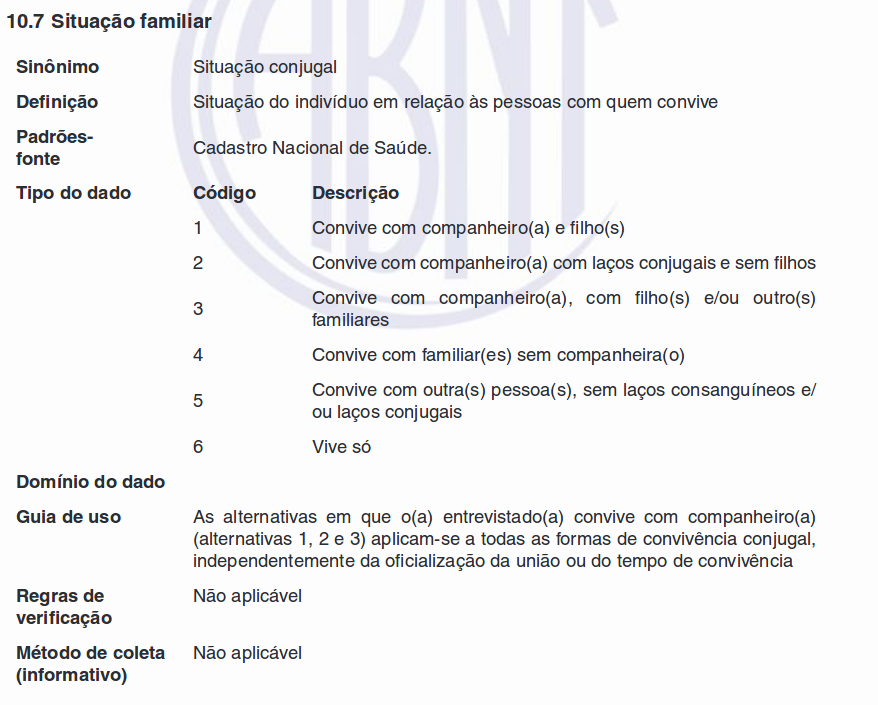 10.7 Situação familiar
Sinônimo Situação conjugal
Definição Situação do indivíduo em relação às pessoas com quem convive
Padrões-
fonte Cadastro Nacional de Saúde.
Tipo do dado Código Descrição
1 Convive com companheiro(a) e filho(s)
2 Convive com companheiro(a) com laços conjugais e sem filhos
3 Convive com companheiro(a), com filho(s) e/ou outro(s)
familiares
4 Convive com familiar(es) sem companheira(o)
5 Convive com outra(s) pessoa(s), sem laços consanguíneos e/
ou laços conjugais
6 Vive só
Domínio do dado
Guia de uso As alternativas em que o(a) entrevistado(a) convive com companheiro(a)
(alternativas 1, 2 e 3) aplicam-se a todas as formas de convivência conjugal,
independentemente da oficialização da união ou do tempo de convivência
Regras de Não aplicável
verificação
Método de coleta Não aplicável
(informativo)
ABNT